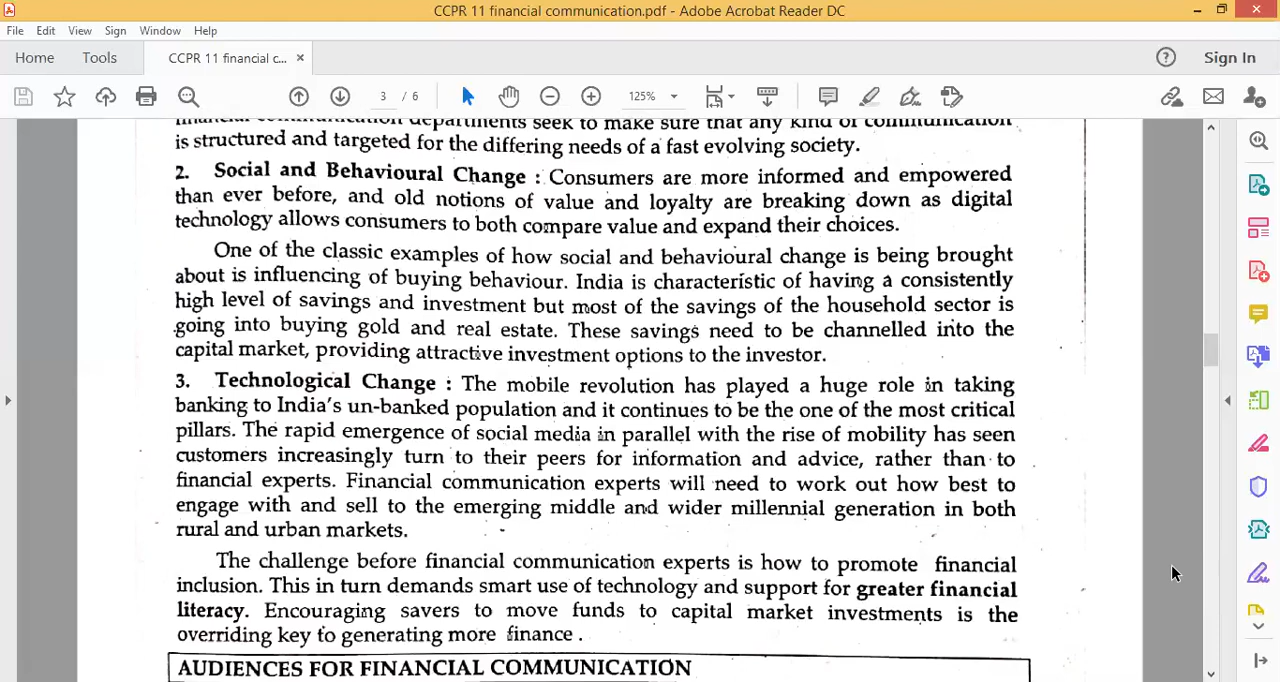 CCPR 11 financial communication.pdf - Adobe Acrobat Reader DC
File Edit View Sign Window Help
Home Tools CCPR 11 financial c... × Sign In
3 / 6 125%
financial communication departments seek to make sure that any kind of communication
is structured and targeted for the differing needs of a fast evolving society.
2. Social and Behavioural Change : Consumers are more informed and empowered
than ever before, and old notions of value and loyalty are breaking down as digital
technology allows consumers to both compare value and expand their choices.
One of the classic examples of how social and behavioural change is being brought
about is influencing of buying behaviour. India is characteristic of having a consistently
high level of savings and investment but most of the savings of the household sector is
going into buying gold and real estate. These savings need to be channelled into the
capital market, providing attractive investment options to the investor.
3. Technological Change : The mobile revolution has played a huge role in taking
banking to India's un-banked population and it continues to be the one of the most critical
pillars. The rapid emergence of social media in parallel with the rise of mobility has seen
customers increasingly turn to their peers for information and advice, rather than to
financial experts. Financial communication experts will need to work out how best to
engage with and sell to the emerging middle and wider millennial generation in both
rural and urban markets.
The challenge before financial communication experts is how to promote financial
inclusion. This in turn demands smart use of technology and support for greater financial
literacy. Encouraging savers to move funds to capital market investments is the
overriding key to generating more finance .
AUDIENCES FOR FINANCIAL COMMUNICATION